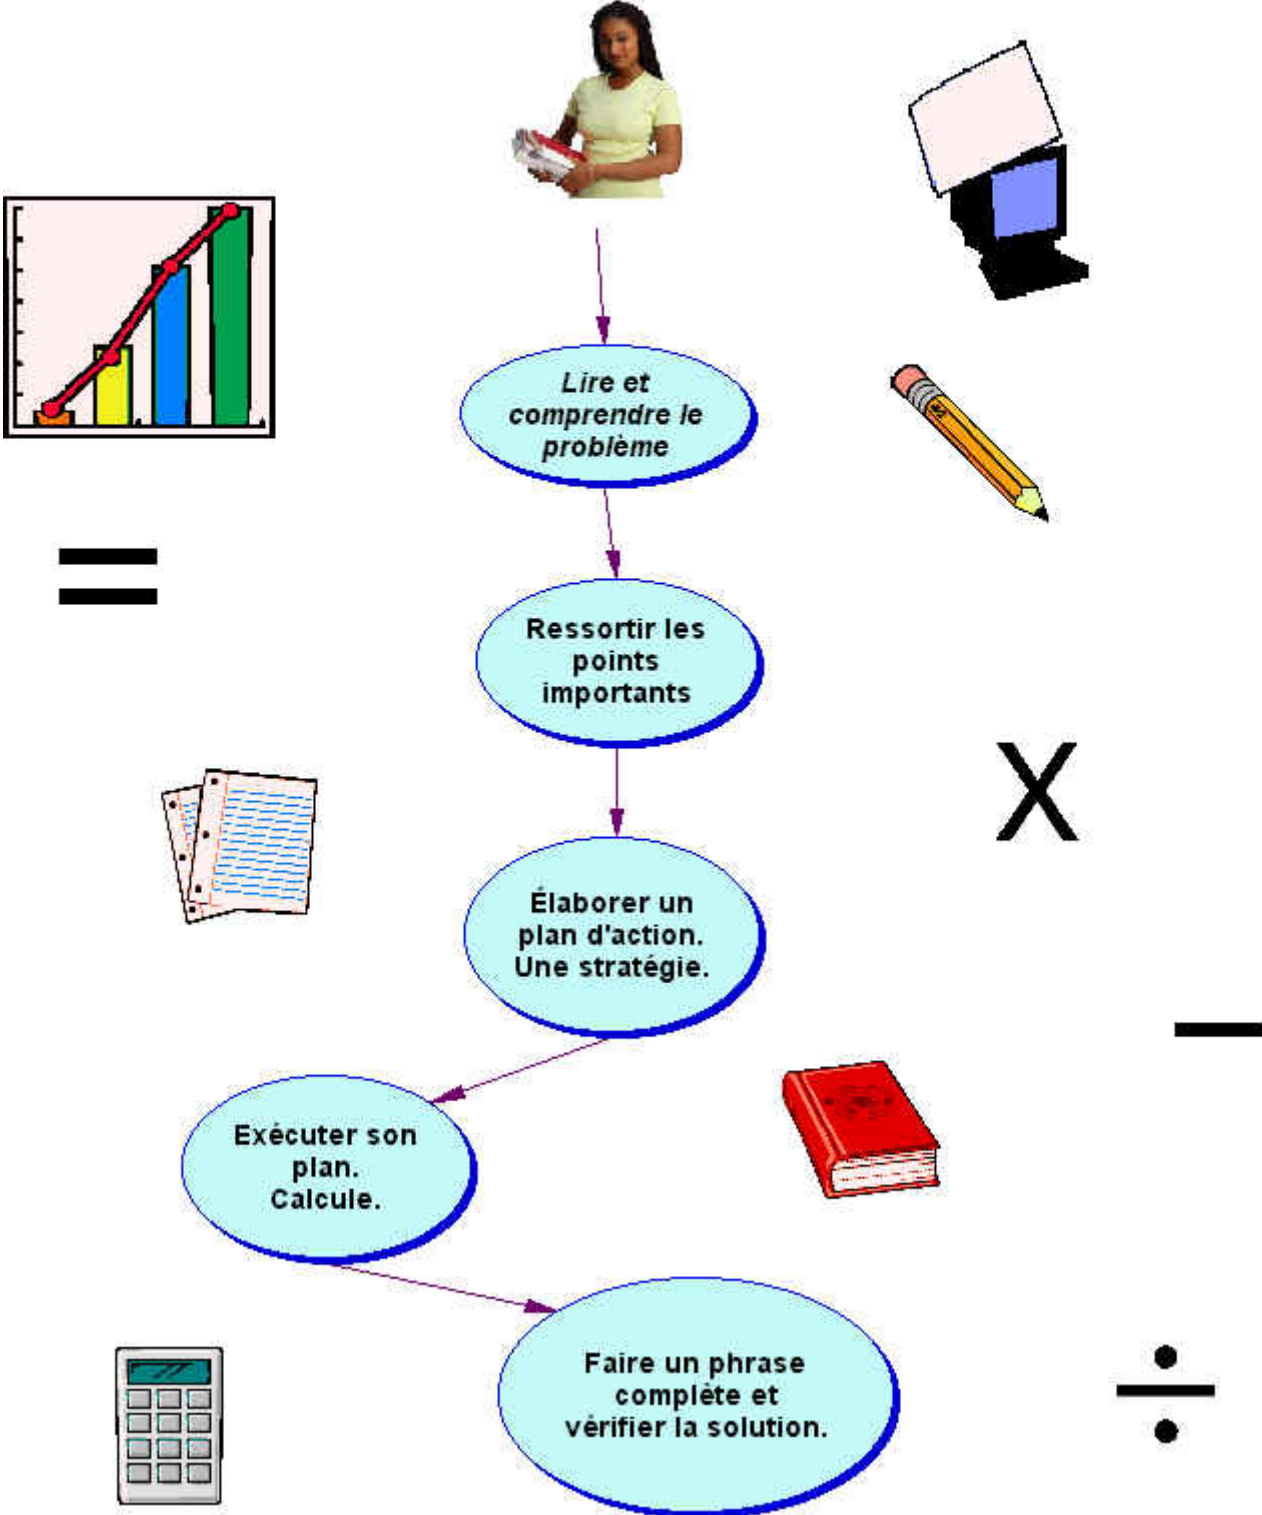 Lire et
comprendre le
problème
Ressortir les
points
importants
Élaborer un
plan d'action.
Une stratégie.
Exécuter son
plan.
Calcule.
Faire un phrase
complète et
vérifier la solution.
=
X
—
÷